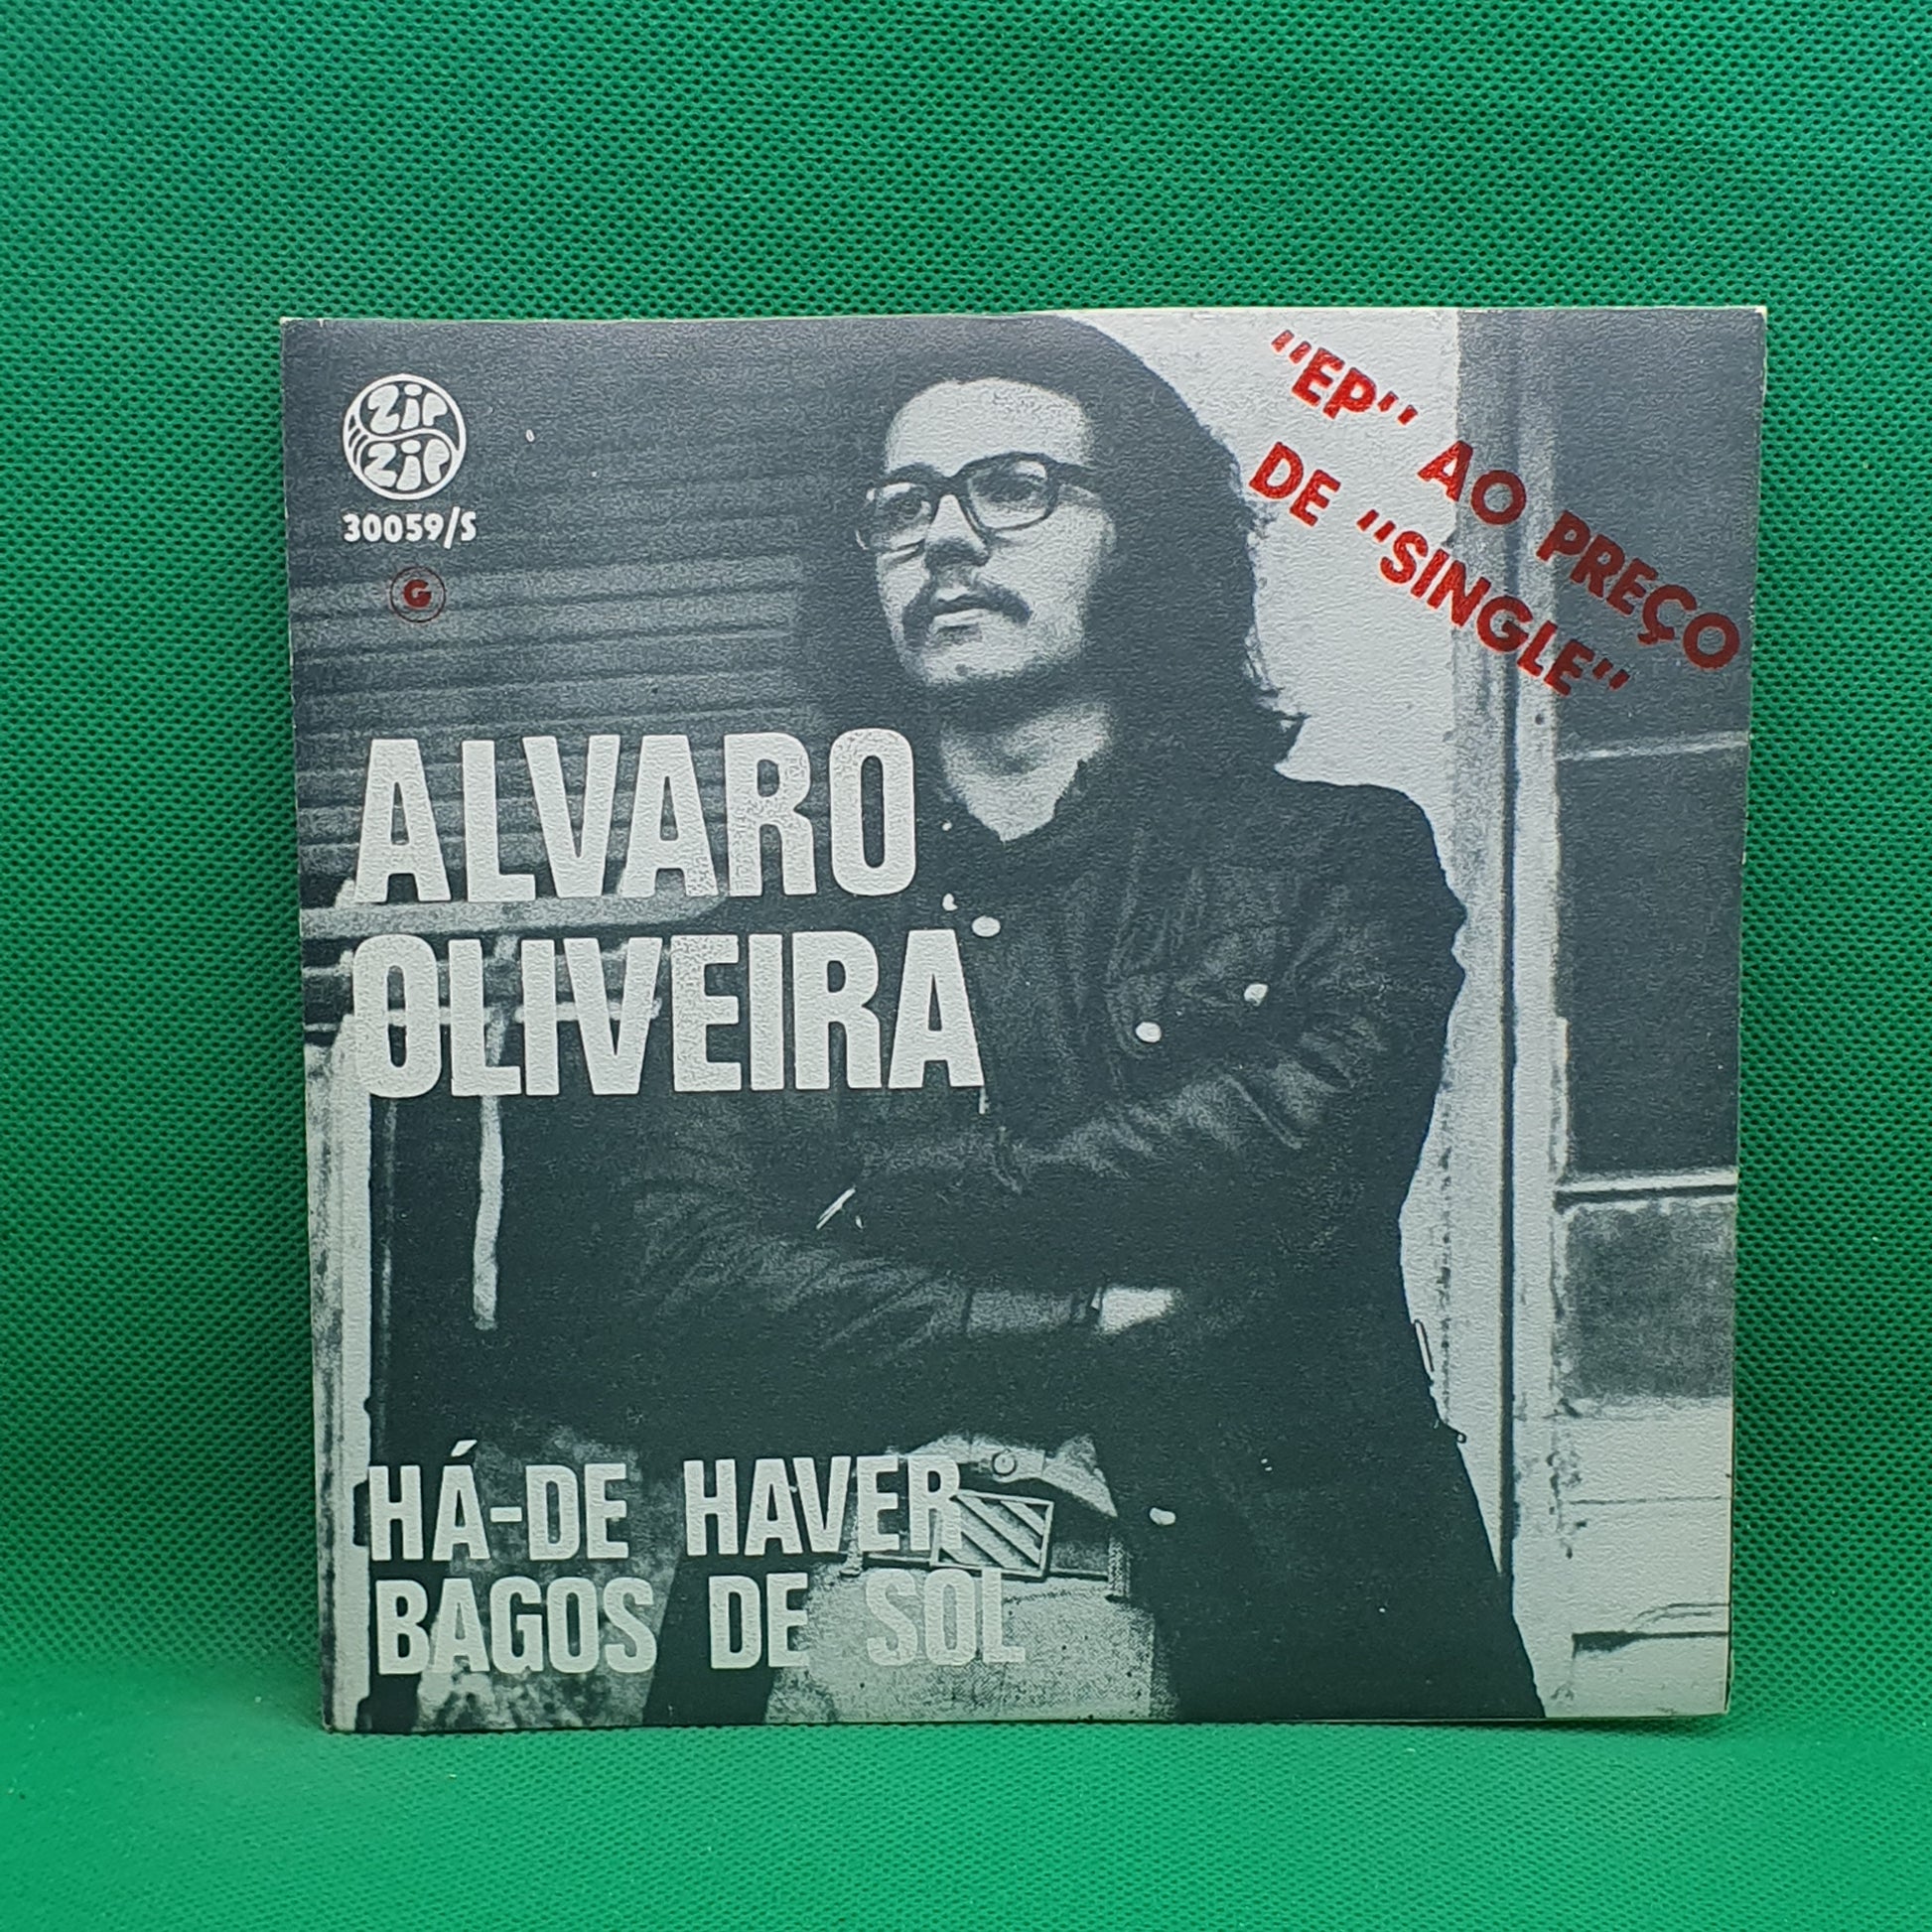 zip
zip
30059/S
G
"EP" AO PREÇO
DE "SINGLE"
ALVARO
OLIVEIRA
HÁ-DE HAVER
BAGOS DE SOL